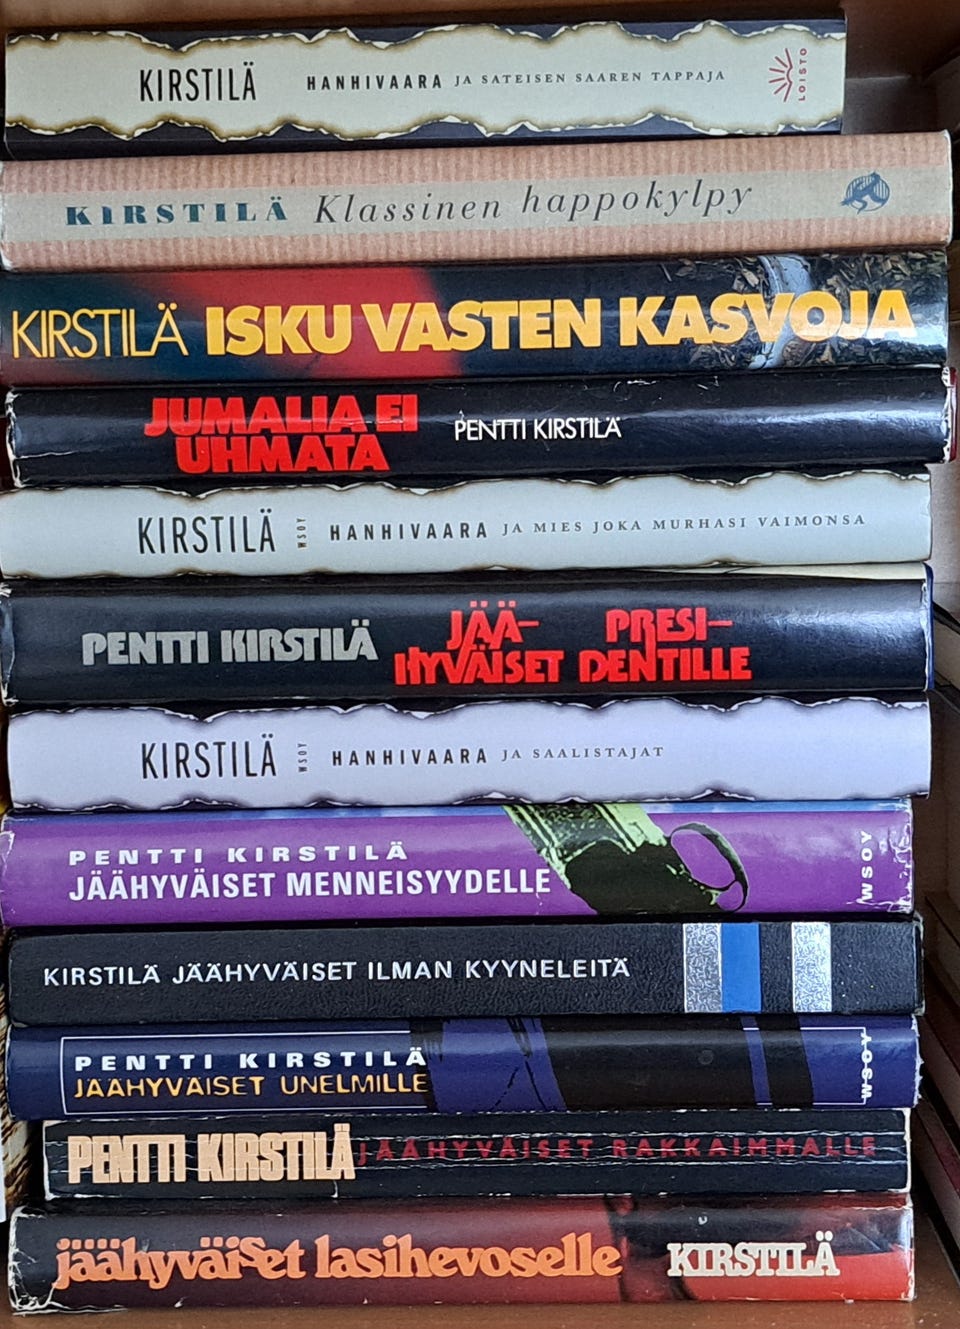 KIRSTILÄ HANHIVAARA JA SATEISEN SAAREN TAPPAJA LOISTO
KIRSTILÄ Klassinen happokylpy
KIRSTILÄ ISKU VASTEN KASVOJA
JUMALIA EI
UHMATA
PENTTI KIRSTILÄ
KIRSTILÄ WSOY HANHIVAARA JA MIES JOKA MURHASI VAIMONSA
PENTTI KIRSTILÄ
JÄÄ-
HYVÄISET
PRESI-
DENTILLE
KIRSTILÄ WSOY HANHIVAARA JA SAALISTAJAT
PENTTI KIRSTILÄ
JÄÄHYVÄISET MENNEISYYDELLE
WSOY
KIRSTILÄ JÄÄHYVÄISET ILMAN KYYNELEITÄ
PENTTI KIRSTILÄ
JÄÄHYVÄISET UNELMILLE
WSOY
PENTTI KIRSTILÄ JÄÄHYVÄISET RAKKAIMMALLE
jäähyväiset lasihevoselle KIRSTILÄ